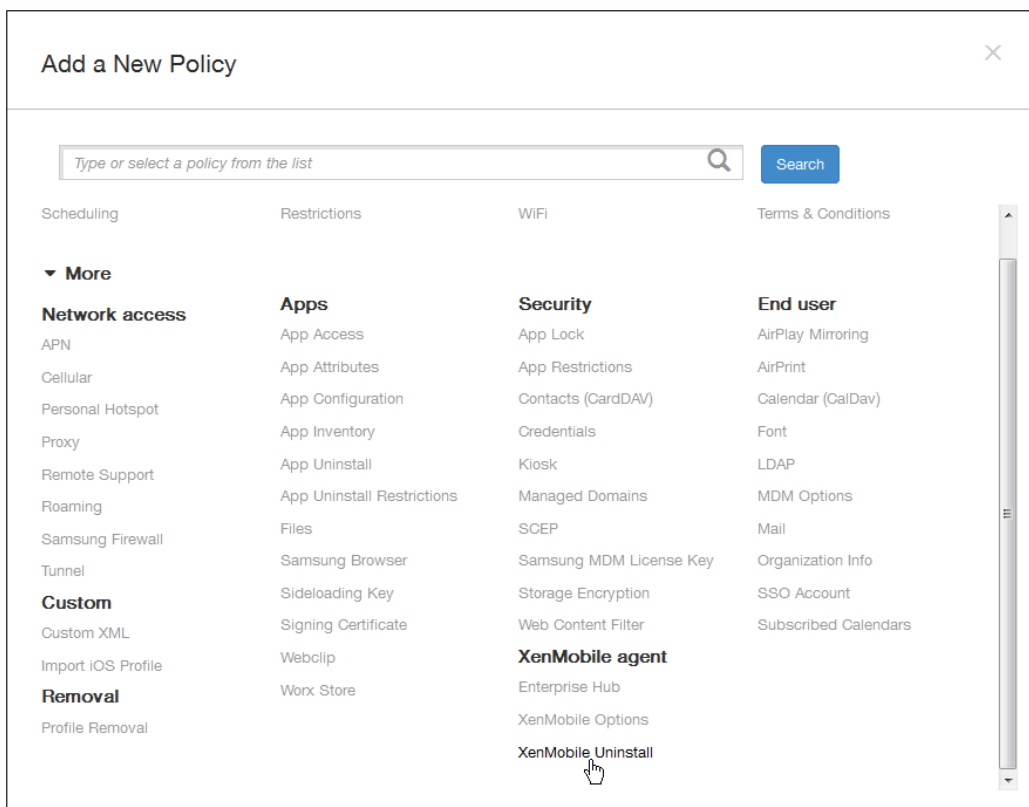 Add a New Policy
Type or select a policy from the list
Search
Scheduling
Restrictions
WiFi
Terms & Conditions
More
Network access
APN
Cellular
Personal Hotspot
Proxy
Remote Support
Roaming
Samsung Firewall
Tunnel
Custom
Custom XML
Import iOS Profile
Removal
Profile Removal
Apps
App Access
App Attributes
App Configuration
App Inventory
App Uninstall
App Uninstall Restrictions
Files
Samsung Browser
Sideloading Key
Signing Certificate
Webclip
Worx Store
Security
App Lock
App Restrictions
Contacts (CardDAV)
Credentials
Kiosk
Managed Domains
SCEP
Samsung MDM License Key
Storage Encryption
Web Content Filter
XenMobile agent
Enterprise Hub
XenMobile Options
XenMobile Uninstall
End user
AirPlay Mirroring
AirPrint
Calendar (CalDav)
Font
LDAP
MDM Options
Mail
Organization Info
SSO Account
Subscribed Calendars